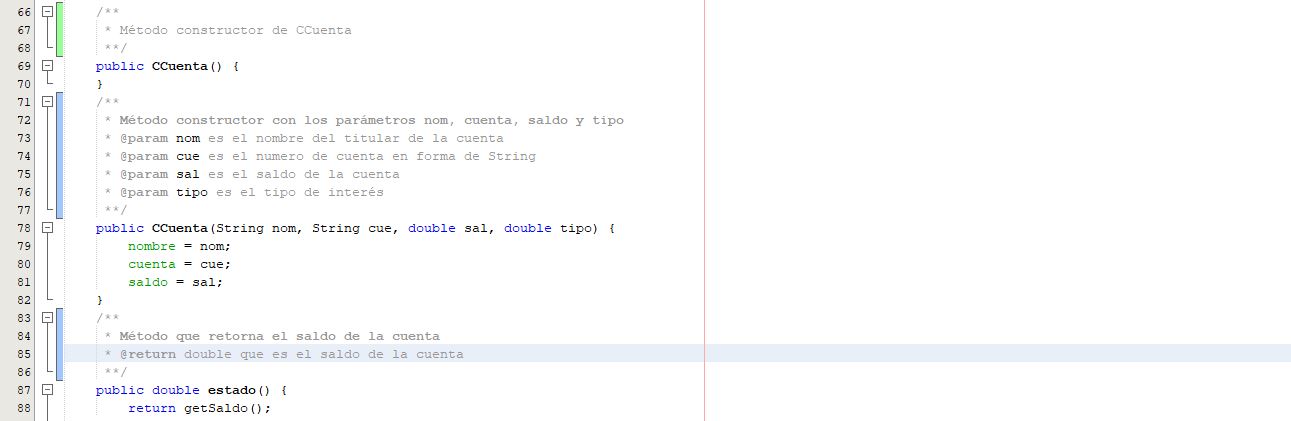 66 /**
67 * Método constructor de CCuenta
68 **/
69 public CCuenta() {
70 }
71 /**
72 * Método constructor con los parámetros nom, cuenta, saldo y tipo
73 * @param nom es el nombre del titular de la cuenta
74 * @param cue es el numero de cuenta en forma de String
75 * @param sal es el saldo de la cuenta
76 * @param tipo es el tipo de interés
77 **/
78 public CCuenta(String nom, String cue, double sal, double tipo) {
79 nombre = nom;
80 cuenta = cue;
81 saldo = sal;
82 }
83 /**
84 * Método que retorna el saldo de la cuenta
85 * @return double que es el saldo de la cuenta
86 **/
87 public double estado() {
88 return getSaldo();